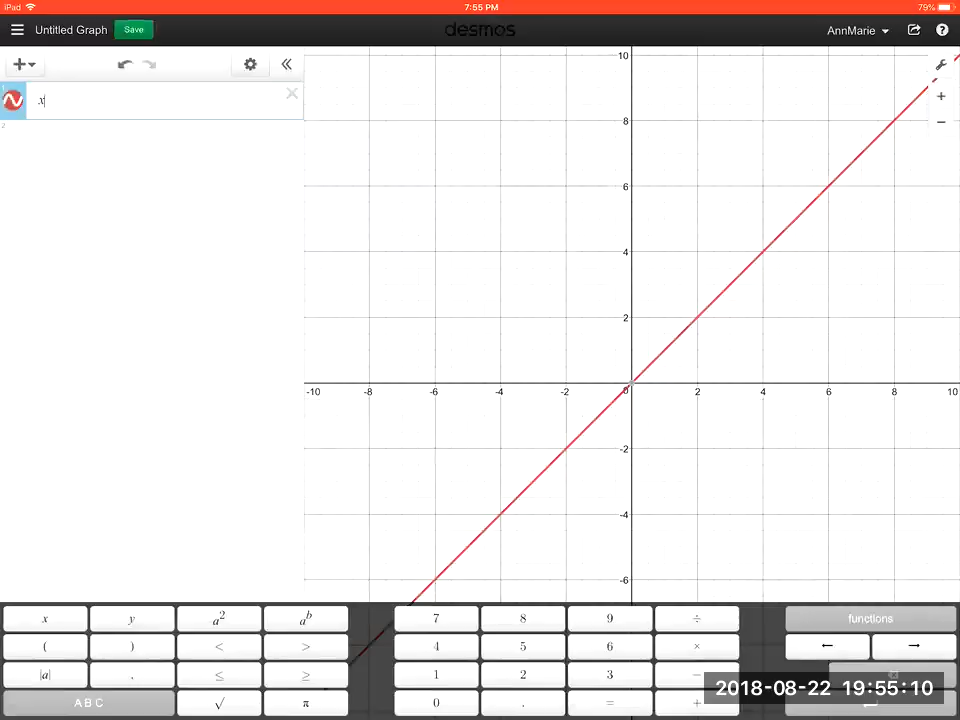 iPad 7:55 PM 79%
Untitled Graph Save desmos AnnMarie ?
1 x
2
10
8
6
4
2
-10 -8 -6 -4 -2 0 2 4 6 8 10
-2
-4
-6
x y a² aᵇ 7 8 9 ÷ functions
( ) < > 4 5 6 × ← →
|a| , ≤ ≥ 1 2 3 −
A B C √ π 0 . = +
2018-08-22 19:55:10